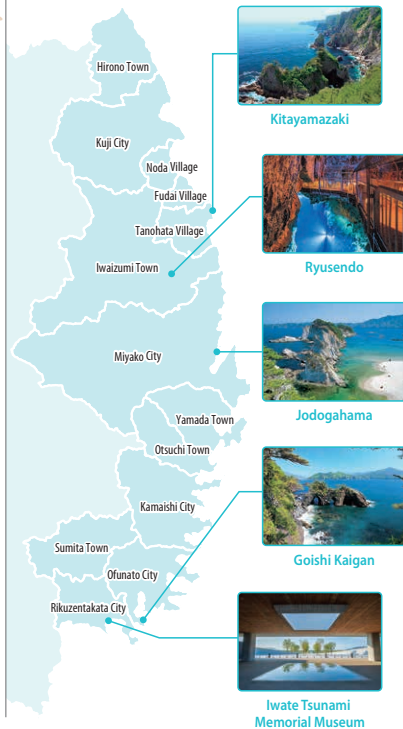 Hirono Town
Kuji City
Noda Village
Fudai Village
Tanohata Village
Iwaizumi Town
Miyako City
Yamada Town
Otsuchi Town
Kamaishi City
Sumita Town
Ofunato City
Rikuzentakata City
Kitayamazaki
Ryusendo
Jodogahama
Goishi Kaigan
Iwate Tsunami
Memorial Museum